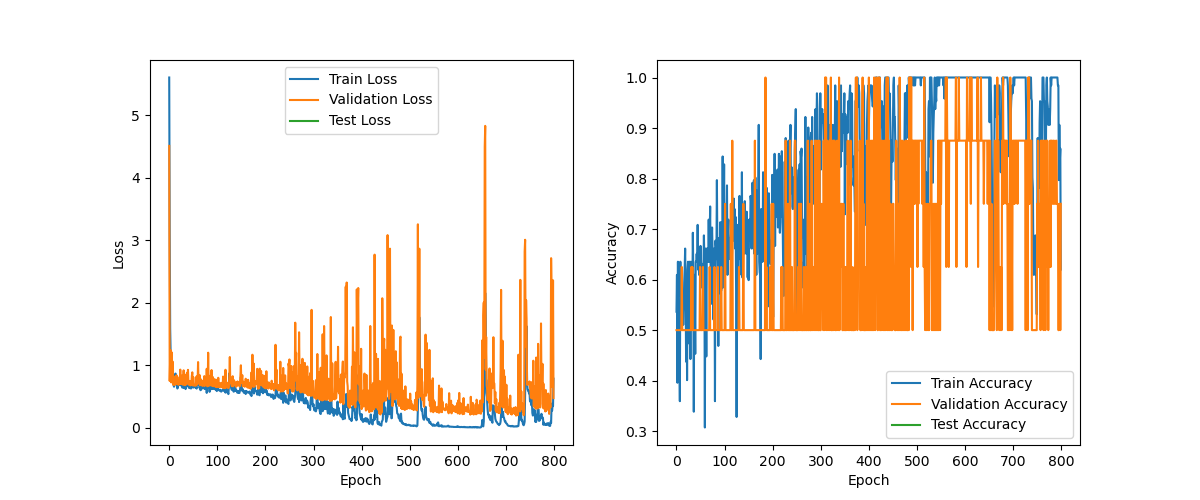 Train Loss
Validation Loss
Test Loss
5
4
3
2
1
0
Loss
0 100 200 300 400 500 600 700 800
Epoch
1.0
0.9
0.8
0.7
0.6
0.5
0.4
0.3
Accuracy
Train Accuracy
Validation Accuracy
Test Accuracy
0 100 200 300 400 500 600 700 800
Epoch